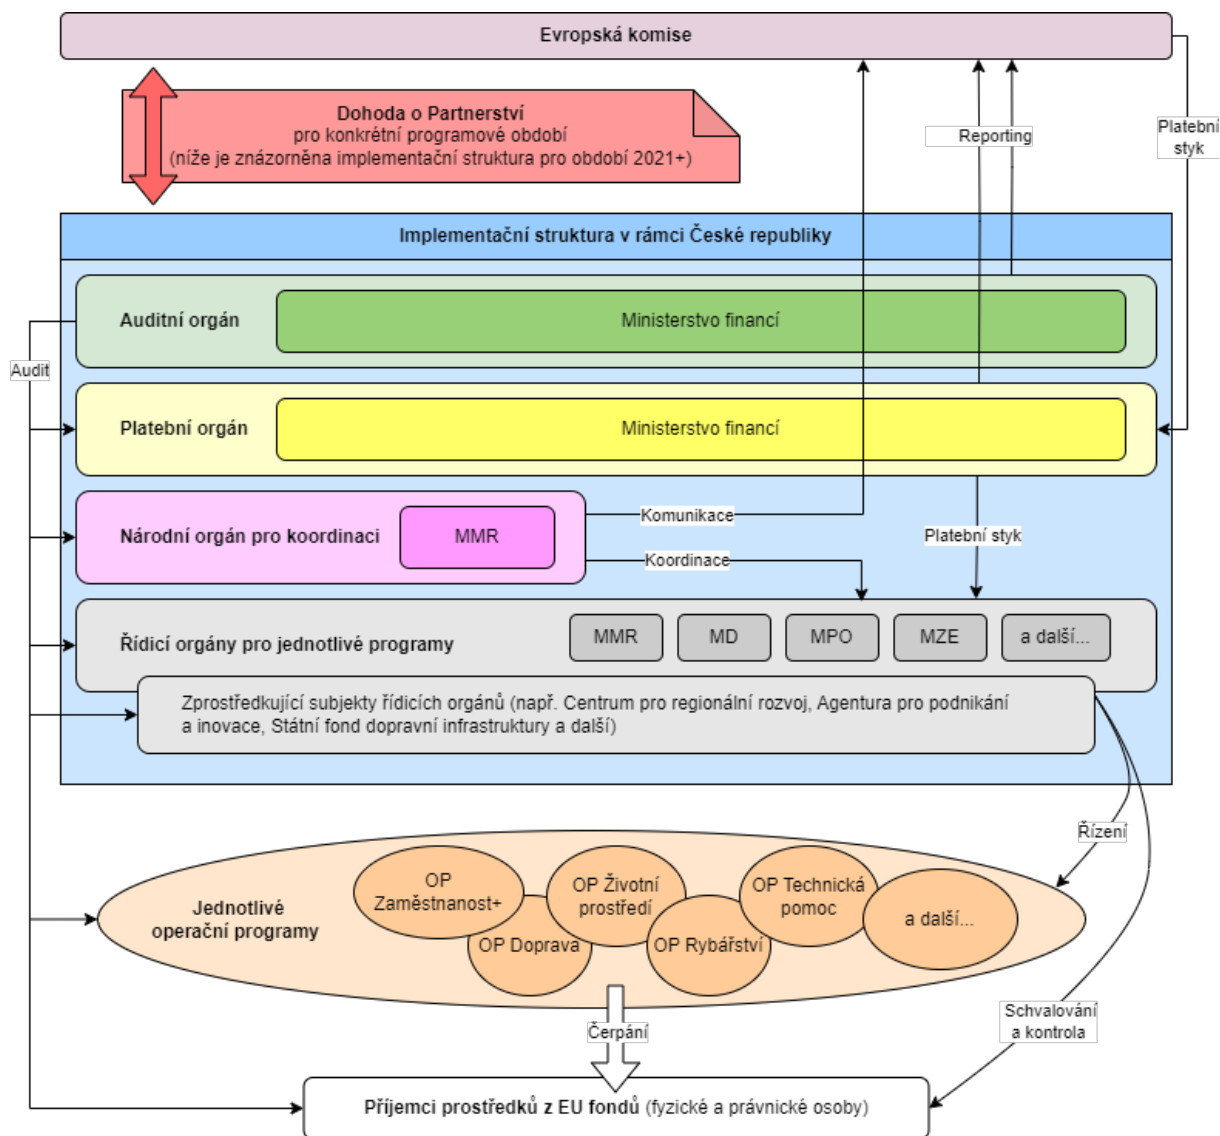 Evropská komise
Dohoda o Partnerství
pro konkrétní programové období
(níže je znázorněna implementační struktura pro období 2021+)
Reporting
Platební
styk
Implementační struktura v rámci České republiky
Auditní orgán
Ministerstvo financí
Audit
Platební orgán
Ministerstvo financí
Národní orgán pro koordinaci
MMR
Komunikace
Koordinace
Platební styk
Řídicí orgány pro jednotlivé programy
MMR
MD
MPO
MZE
a další...
Zprostředkující subjekty řídicích orgánů (např. Centrum pro regionální rozvoj, Agentura pro podnikání
a inovace, Státní fond dopravní infrastruktury a další)
Řízení
Jednotlivé
operační programy
OP
Zaměstnanost+
OP Doprava
OP Životní
prostředí
OP Rybářství
OP Technická
pomoc
a další...
Čerpání
Schvalování
a kontrola
Příjemci prostředků z EU fondů (fyzické a právnické osoby)